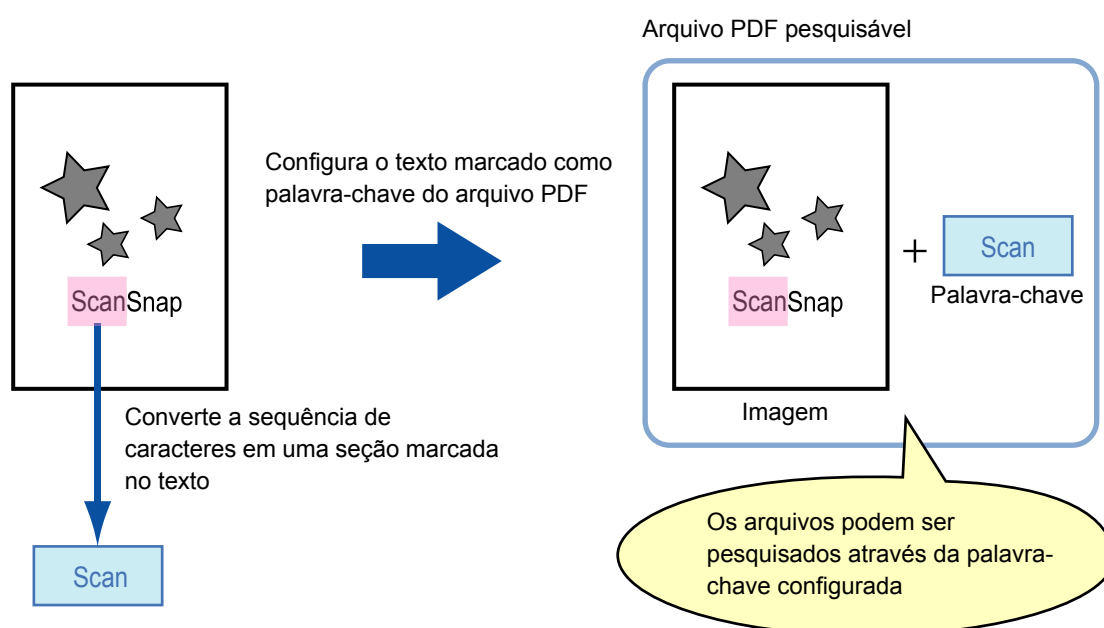 Arquivo PDF pesquisável
Configura o texto marcado como
palavra-chave do arquivo PDF
ScanSnap
Converte a sequência de
caracteres em uma seção marcada
no texto
Scan
ScanSnap
Imagem
+
Scan
Palavra-chave
Os arquivos podem ser
pesquisados através da palavra-
chave configurada